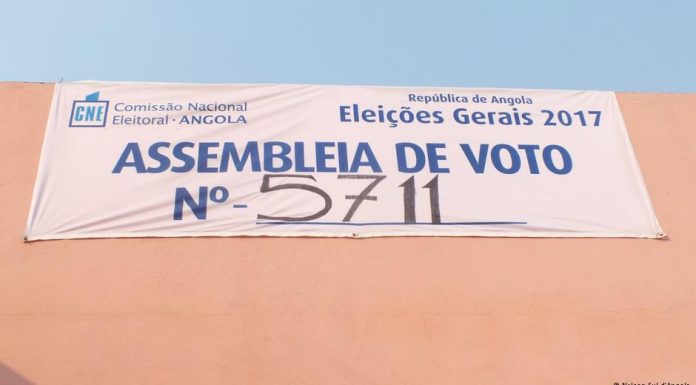 CNE
Comissão Nacional
Eleitoral · ANGOLA
República de Angola
Eleições Gerais 2017
ASSEMBLEIA DE VOTO
Nº - 5711